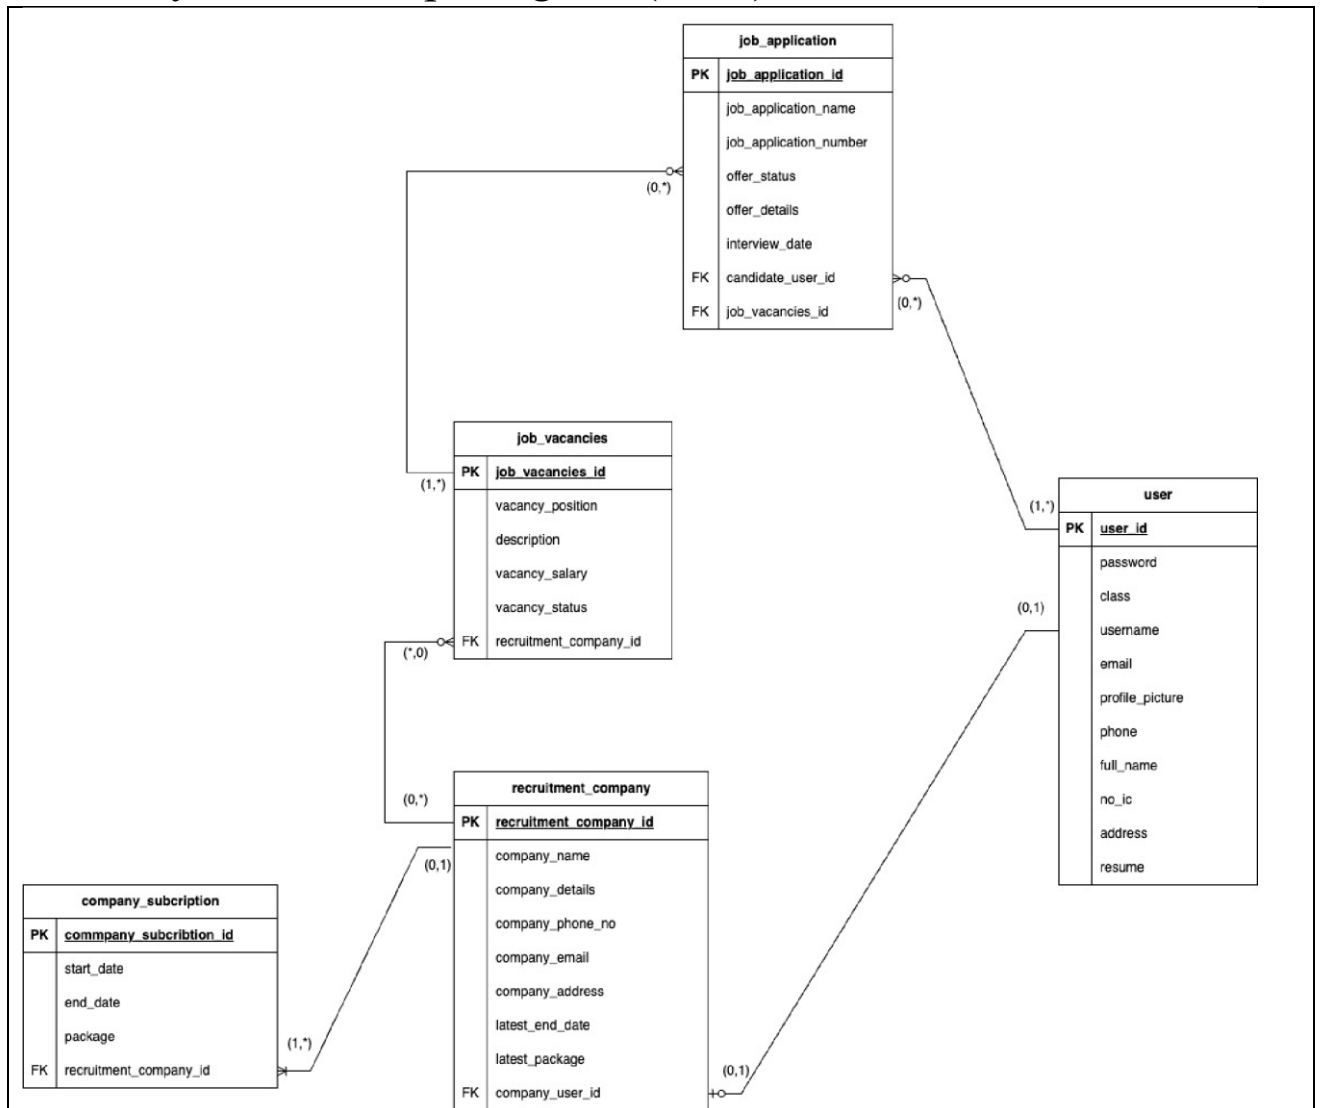 job_application
PK job_application_id
job_application_name
job_application_number
offer_status
offer_details
interview_date
FK candidate_user_id
FK job_vacancies_id
(0,*)
(0,*)
job_vacancies
PK job_vacancies_id
vacancy_position
description
vacancy_salary
vacancy_status
FK recruitment_company_id
(1,*)
(*,0)
user
PK user_id
password
class
username
email
profile_picture
phone
full_name
no_ic
address
resume
(1,*)
(0,1)
recruitment_company
PK recruitment_company_id
company_name
company_details
company_phone_no
company_email
company_address
latest_end_date
latest_package
FK company_user_id
(0,*)
(0,1)
(0,1)
company_subcription
PK commpany_subcribtion_id
start_date
end_date
package
FK recruitment_company_id
(1,*)